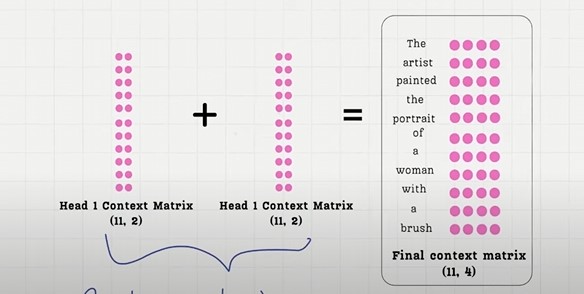 +
=
Head 1 Context Matrix
(11, 2)
Head 1 Context Matrix
(11, 2)
The
artist
painted
the
portrait
of
a
woman
with
a
brush
Final context matrix
(11, 4)